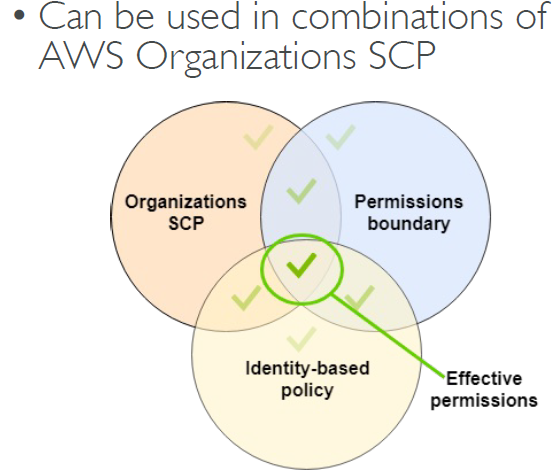 • Can be used in combinations of
AWS Organizations SCP
Organizations
SCP
Permissions
boundary
Identity-based
policy
Effective
permissions